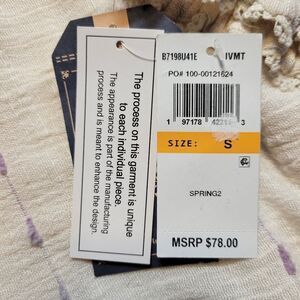 The process on this garment is unique
to each individual piece.
The appearance is part of the manufacturing
process and is meant to enhance the design.
B7198U41E IVMT
PO# 100-00121624
1 97178
3
SIZE: S
SPRING2
MSRP $78.00